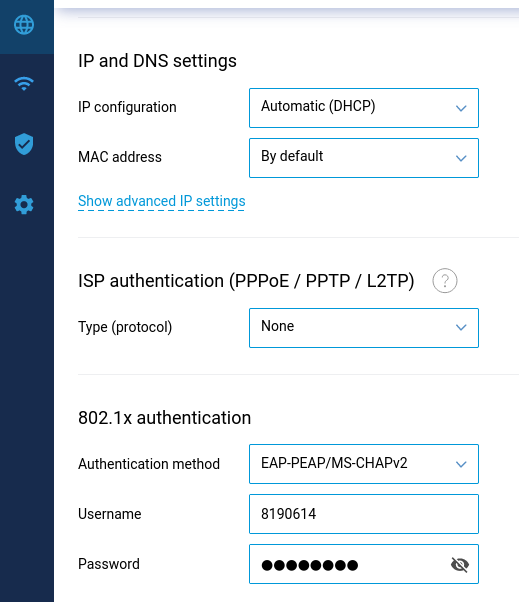 IP and DNS settings
IP configuration Automatic (DHCP)
MAC address By default
Show advanced IP settings
ISP authentication (PPPoE / PPTP / L2TP) ?
Type (protocol) None
802.1x authentication
Authentication method EAP-PEAP/MS-CHAPv2
Username 8190614
Password ●●●●●●●●